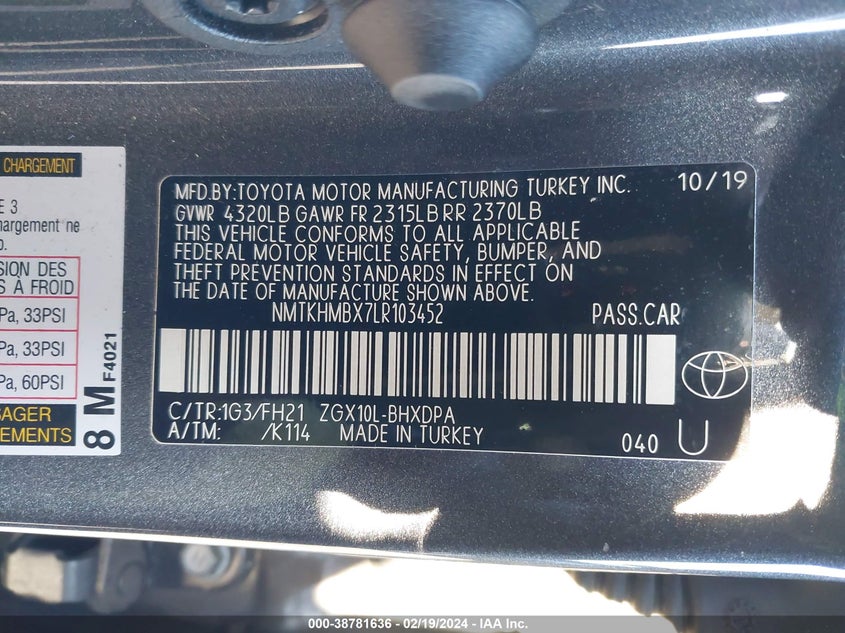 CHARGEMENT
E 3
hargement ne
o.
SION DES
S À FROID
Pa, 33PSI
Pa, 33PSI
Pa, 60PSI
SAGER
EMENTS
8 M F4021
MFD.BY:TOYOTA MOTOR MANUFACTURING TURKEY INC. 10/19
GVWR 4320LB GAWR FR 2315LB RR 2370LB
THIS VEHICLE CONFORMS TO ALL APPLICABLE
FEDERAL MOTOR VEHICLE SAFETY, BUMPER, AND
THEFT PREVENTION STANDARDS IN EFFECT ON
THE DATE OF MANUFACTURE SHOWN ABOVE.
NMTKHMBX7LR103452 PASS.CAR
C/TR:1G3/FH21 ZGX10L-BHXDPA
A/TM: /K114 MADE IN TURKEY 040 U
000-38781636 - 02/19/2024 - IAA Inc.